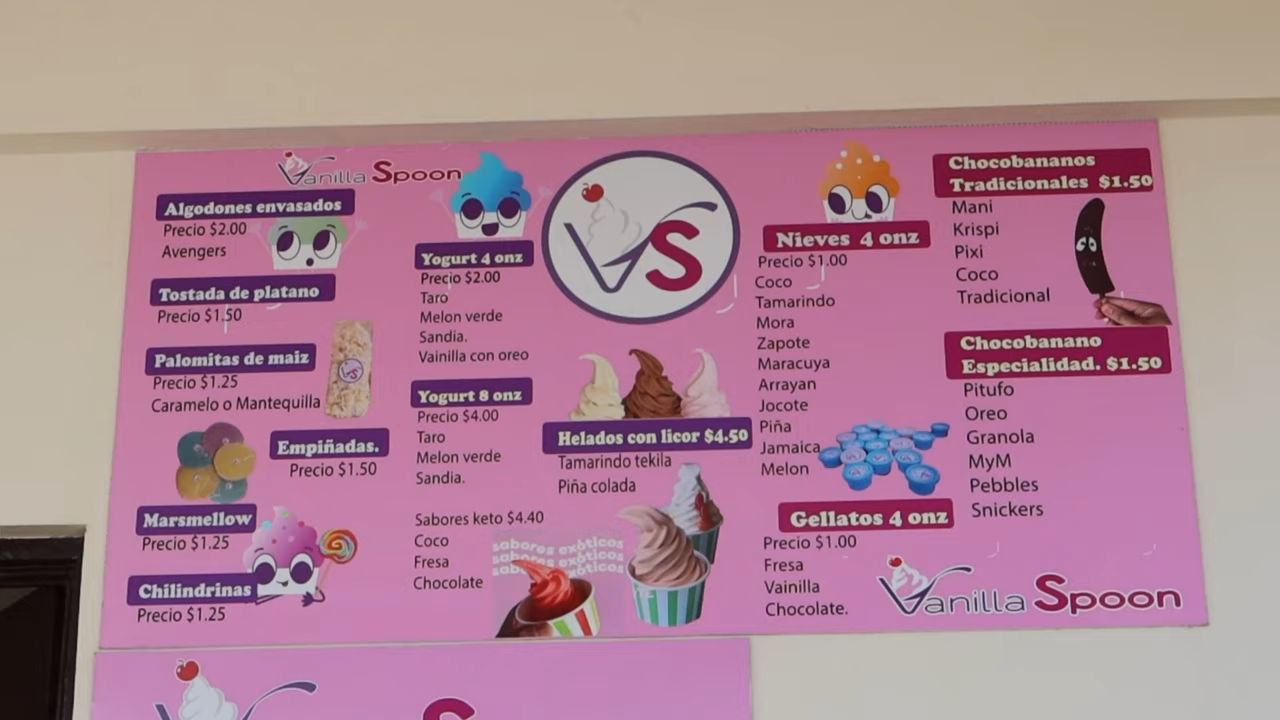 Vanilla Spoon
Algodones envasados
Precio $2.00
Avengers
Tostada de platano
Precio $1.50
Palomitas de maiz
Precio $1.25
Caramelo o Mantequilla
VS
Empiñadas.
Precio $1.50
Marsmellow
Precio $1.25
Chilindrinas
Precio $1.25
Yogurt 4 onz
Precio $2.00
Taro
Melon verde
Sandia.
Vainilla con oreo
Yogurt 8 onz
Precio $4.00
Taro
Melon verde
Sandia.
Sabores keto $4.40
Coco
Fresa
Chocolate
VS
Helados con licor $4.50
Tamarindo tekila
Piña colada
sabores exóticos
sabores exóticos
sabores exóticos
Nieves 4 onz
Precio $1.00
Coco
Tamarindo
Mora
Zapote
Maracuya
Arrayan
Jocote
Piña
Jamaica
Melon
Gellatos 4 onz
Precio $1.00
Fresa
Vainilla
Chocolate.
Chocobananos
Tradicionales $1.50
Mani
Krispi
Pixi
Coco
Tradicional
Chocobanano
Especialidad. $1.50
Pitufo
Oreo
Granola
MyM
Pebbles
Snickers
Vanilla Spoon